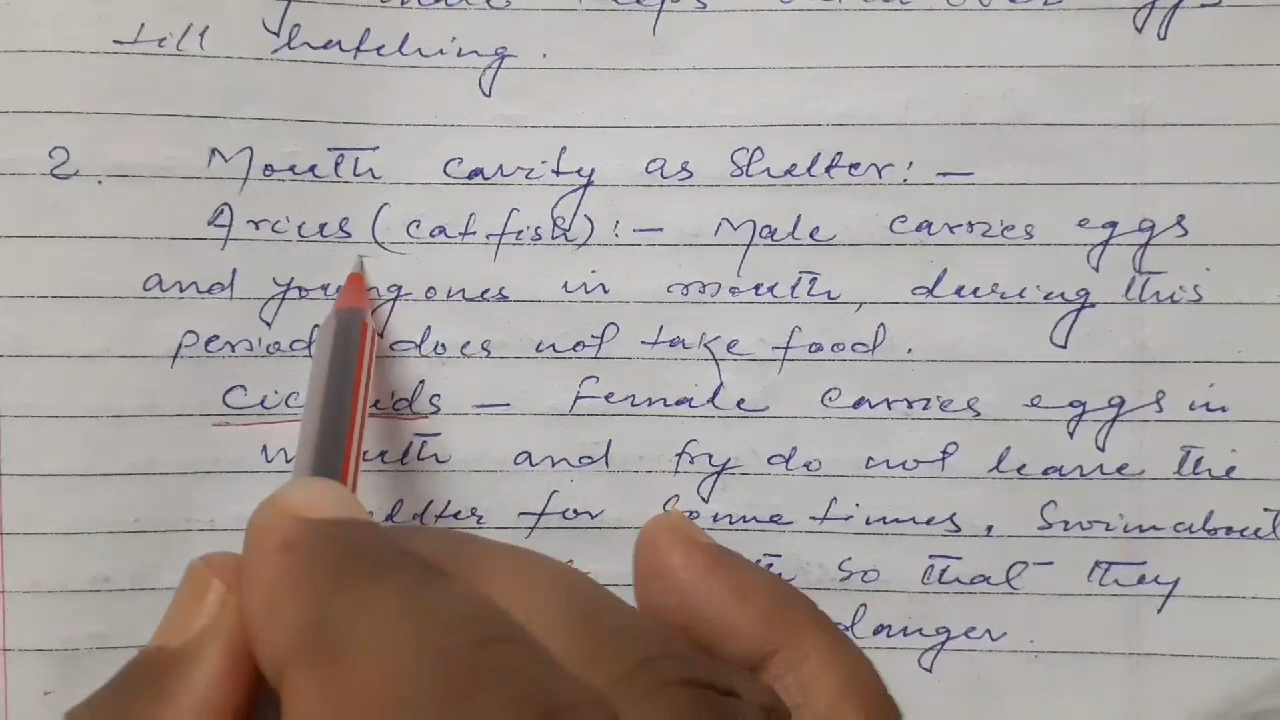 till hatching.
2. Mouth cavity as shelter:-
Arius (cat fish):- Male carries eggs
and young ones in mouth, during this
period does not take food.
Cichlids - Female carries eggs in
mouth and fry do not leave the
for some times, swim about
so that they
danger.